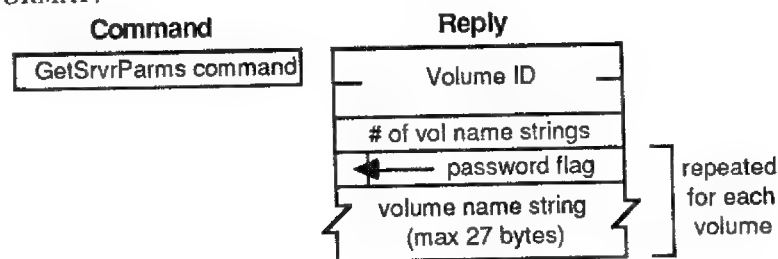 Command
Reply
GetSrvrParms command
Volume ID
# of vol name strings
password flag
volume name string
(max 27 bytes)
repeated
for each
volume